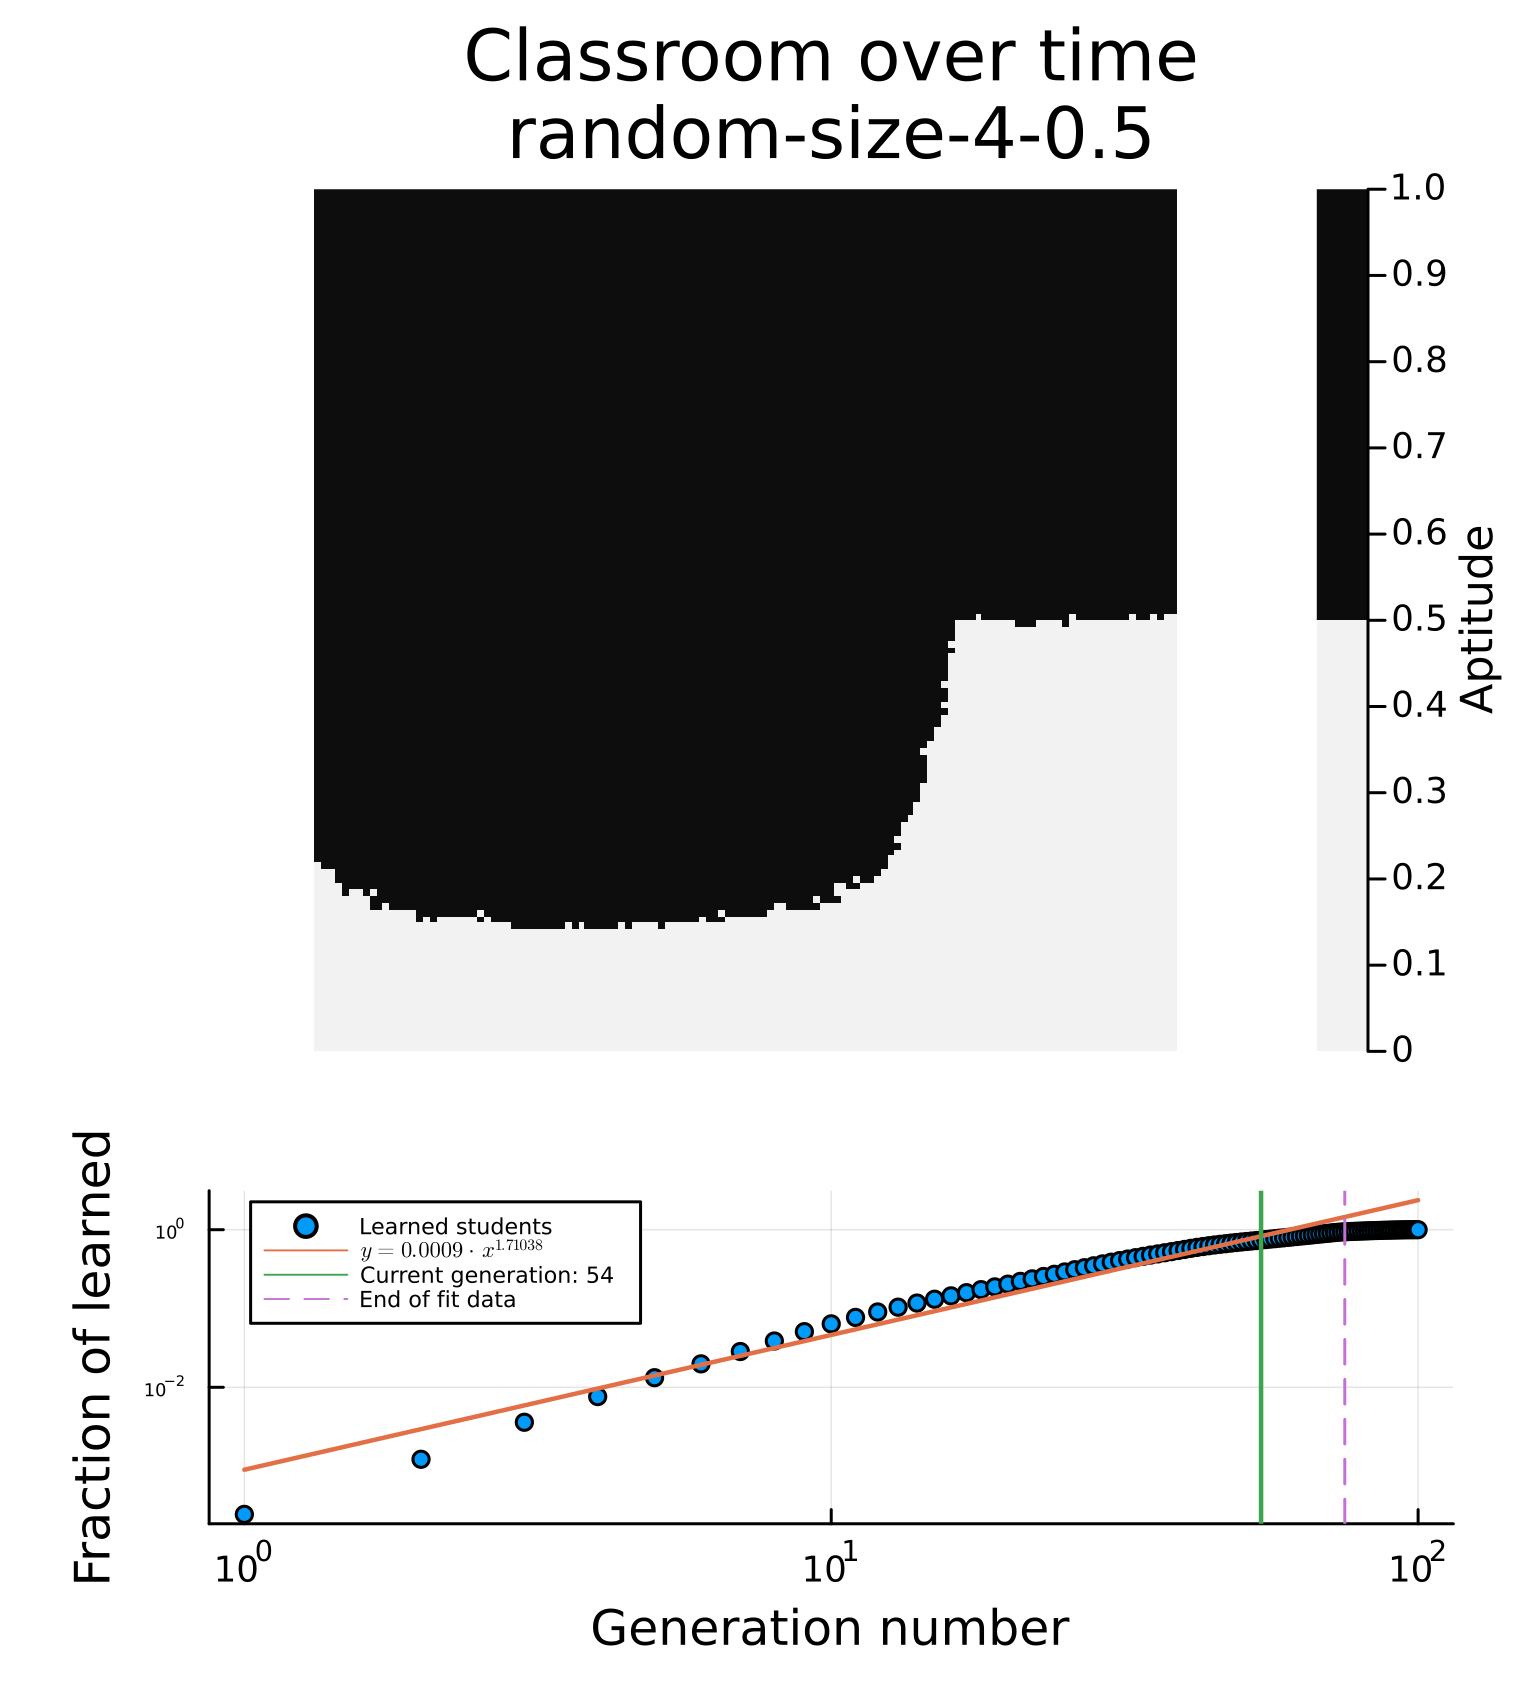 Classroom over time
random-size-4-0.5
1.0
0.9
0.8
0.7
0.6
0.5
0.4
0.3
0.2
0.1
0
Aptitude
Fraction of learned
10^0
10^-2
Learned students
y = 0.0009 · x^1.71038
Current generation: 54
End of fit data
10^0
10^1
10^2
Generation number